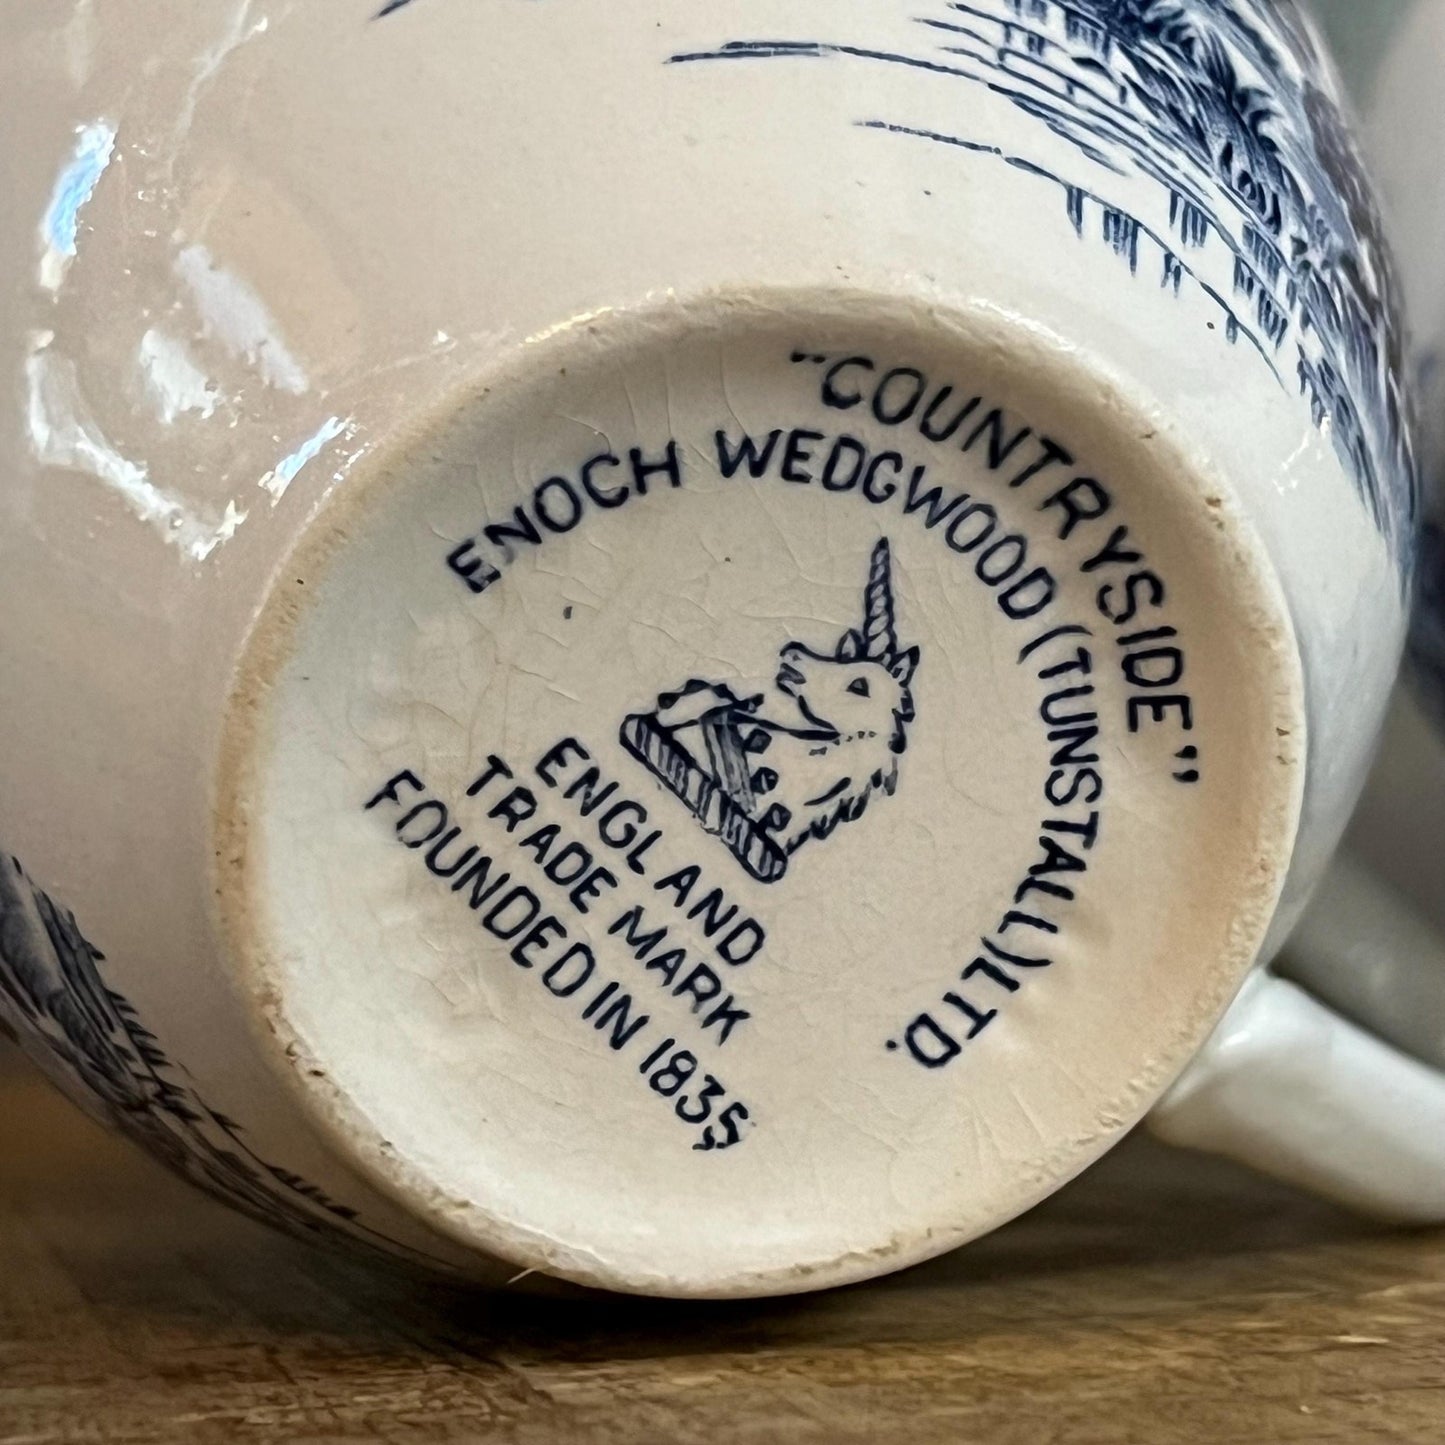 "COUNTRYSIDE"
ENOCH WEDGWOOD (TUNSTALL) LTD.
ENGLAND
TRADE MARK
FOUNDED IN 1835